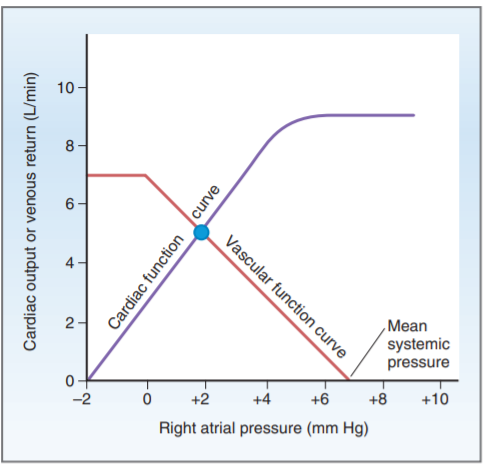 Cardiac output or venous return (L/min)
10
8
6
4
2
0
Cardiac function curve
Vascular function curve
Mean
systemic
pressure
–2 0 +2 +4 +6 +8 +10
Right atrial pressure (mm Hg)